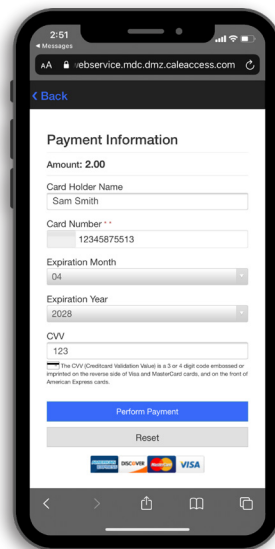 2:51
Messages
AA ebservice.mdc.dmz.caleaccess.com
Back
Payment Information
Amount: 2.00
Card Holder Name
Sam Smith
Card Number **
12345875513
Expiration Month
04
Expiration Year
2028
CVV
123
The CVV (Creditcard Validation Value) is a 3 or 4 digit code embossed or
imprinted on the reverse side of Visa and MasterCard cards, and on the front of
American Express cards.
Perform Payment
Reset
AMERICAN EXPRESS DISCOVER MasterCard VISA